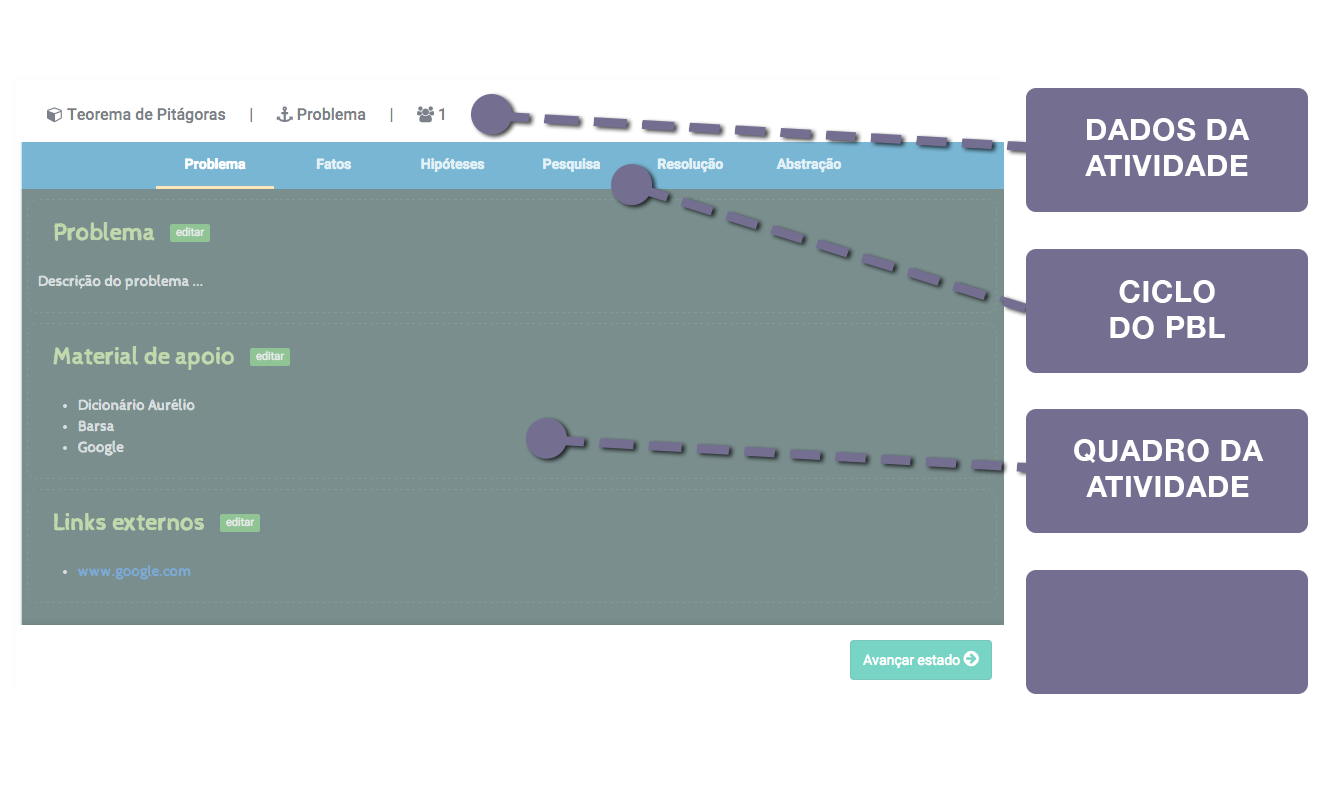 Teorema de Pitágoras | Problema | 1
Problema Fatos Hipóteses Pesquisa Resolução Abstração
Problema editar
Descrição do problema ...
Material de apoio editar
• Dicionário Aurélio
• Barsa
• Google
Links externos editar
• www.google.com
Avançar estado
DADOS DA
ATIVIDADE
CICLO
DO PBL
QUADRO DA
ATIVIDADE